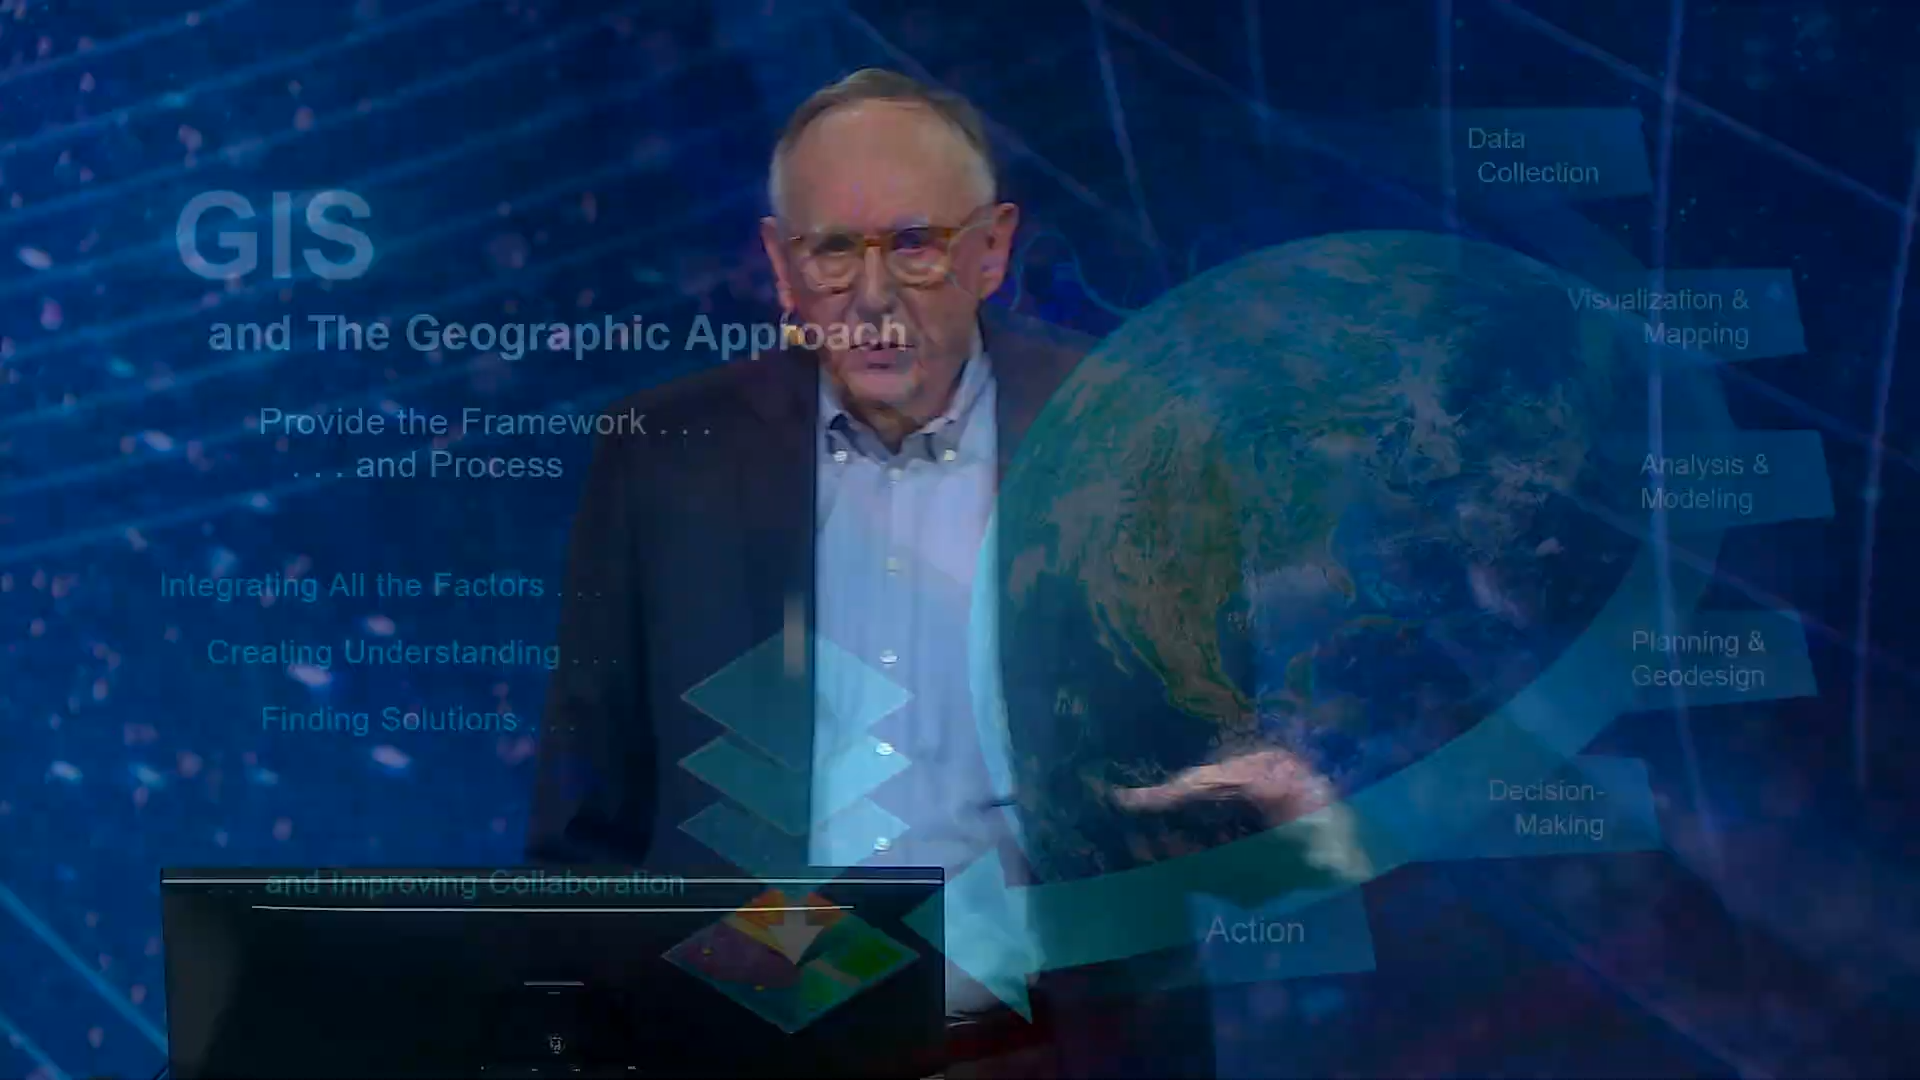 GIS
and The Geographic Approach
Provide the Framework . . .
. . . and Process
Integrating All the Factors . . .
Creating Understanding . . .
Finding Solutions . . .
. . . and Improving Collaboration
Data
Collection
Visualization &
Mapping
Analysis &
Modeling
Planning &
Geodesign
Decision-
Making
Action